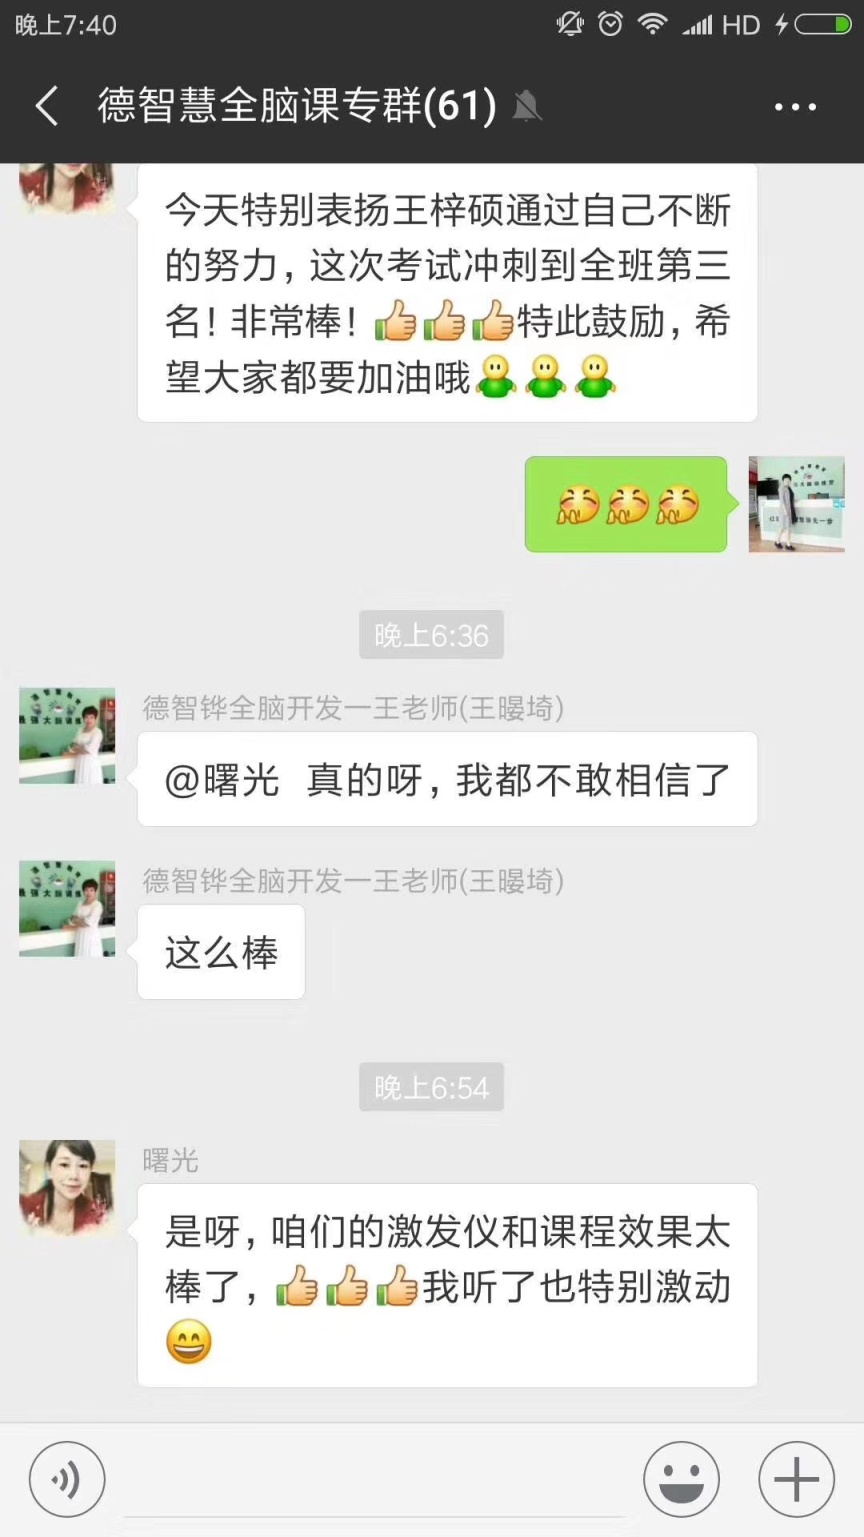 晚上7:40
HD
德智慧全脑课专群(61)
今天特别表扬王梓硕通过自己不断
的努力，这次考试冲刺到全班第三
名！非常棒！👍👍👍特此鼓励，希
望大家都要加油哦
晚上6:36
德智铧全脑开发一王老师(王曼埼)
@曙光 真的呀，我都不敢相信了
德智铧全脑开发一王老师(王曼埼)
这么棒
晚上6:54
曙光
是呀，咱们的激发仪和课程效果太
棒了，👍👍👍我听了也特别激动
😄